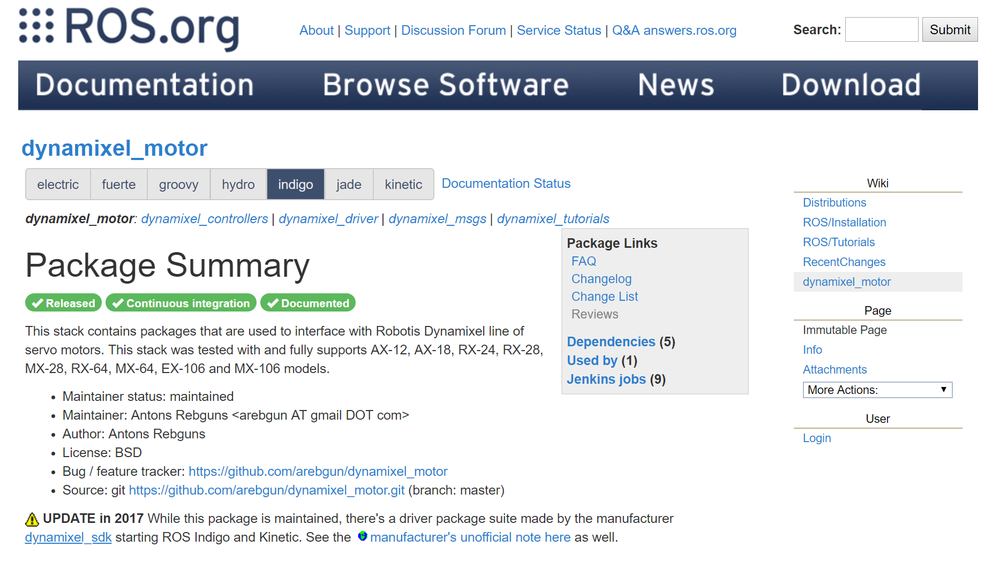 ROS.org
About | Support | Discussion Forum | Service Status | Q&A answers.ros.org
Search: Submit
Documentation Browse Software News Download
dynamixel_motor
electric fuerte groovy hydro indigo jade kinetic Documentation Status
dynamixel_motor: dynamixel_controllers | dynamixel_driver | dynamixel_msgs | dynamixel_tutorials
Package Summary
Released Continuous integration Documented
This stack contains packages that are used to interface with Robotis Dynamixel line of
servo motors. This stack was tested with and fully supports AX-12, AX-18, RX-24, RX-28,
MX-28, RX-64, MX-64, EX-106 and MX-106 models.
• Maintainer status: maintained
• Maintainer: Antons Rebguns <arebgun AT gmail DOT com>
• Author: Antons Rebguns
• License: BSD
• Bug / feature tracker: https://github.com/arebgun/dynamixel_motor
• Source: git https://github.com/arebgun/dynamixel_motor.git (branch: master)
UPDATE in 2017 While this package is maintained, there's a driver package suite made by the manufacturer
dynamixel_sdk starting ROS Indigo and Kinetic. See the manufacturer's unofficial note here as well.
Package Links
FAQ
Changelog
Change List
Reviews
Dependencies (5)
Used by (1)
Jenkins jobs (9)
Wiki
Distributions
ROS/Installation
ROS/Tutorials
RecentChanges
dynamixel_motor
Page
Immutable Page
Info
Attachments
More Actions:
User
Login